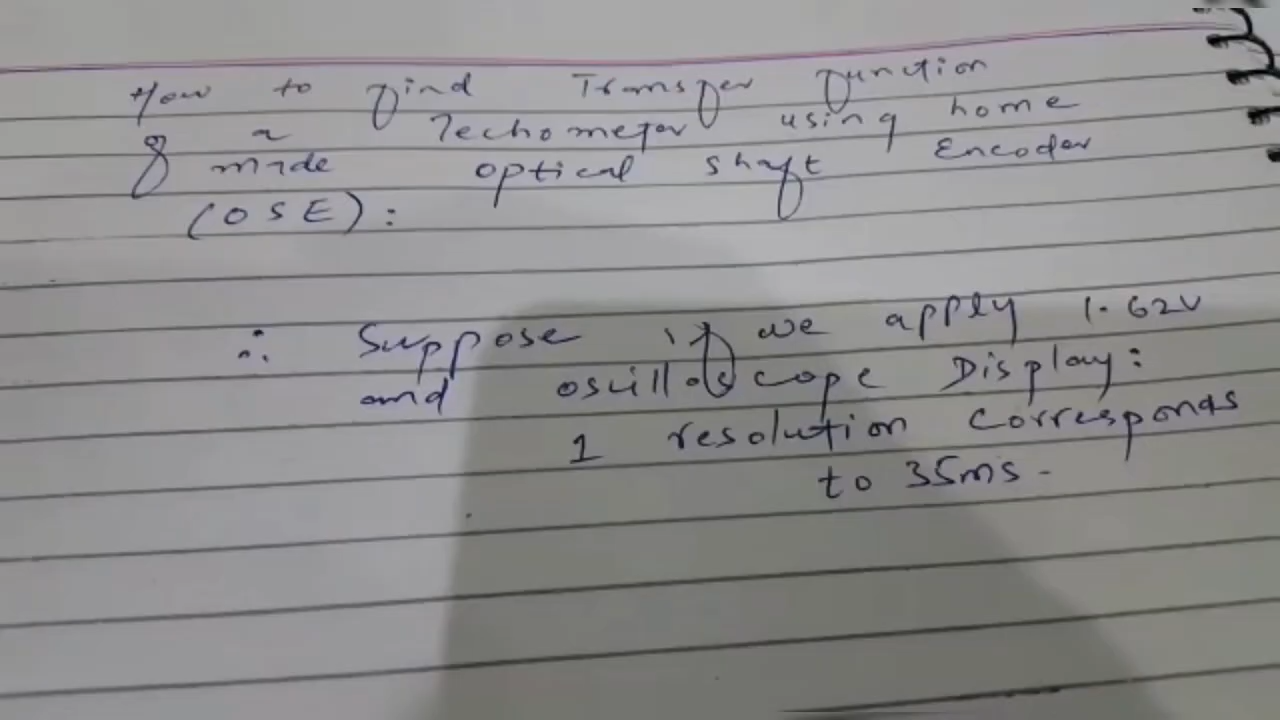 How to find Transfer function
of a Techometer using home
made optical shaft Encoder
(OSE):
∴ Suppose if we apply 1.62V
and oscilloscope Display:
1 resolution corresponds
to 35ms.